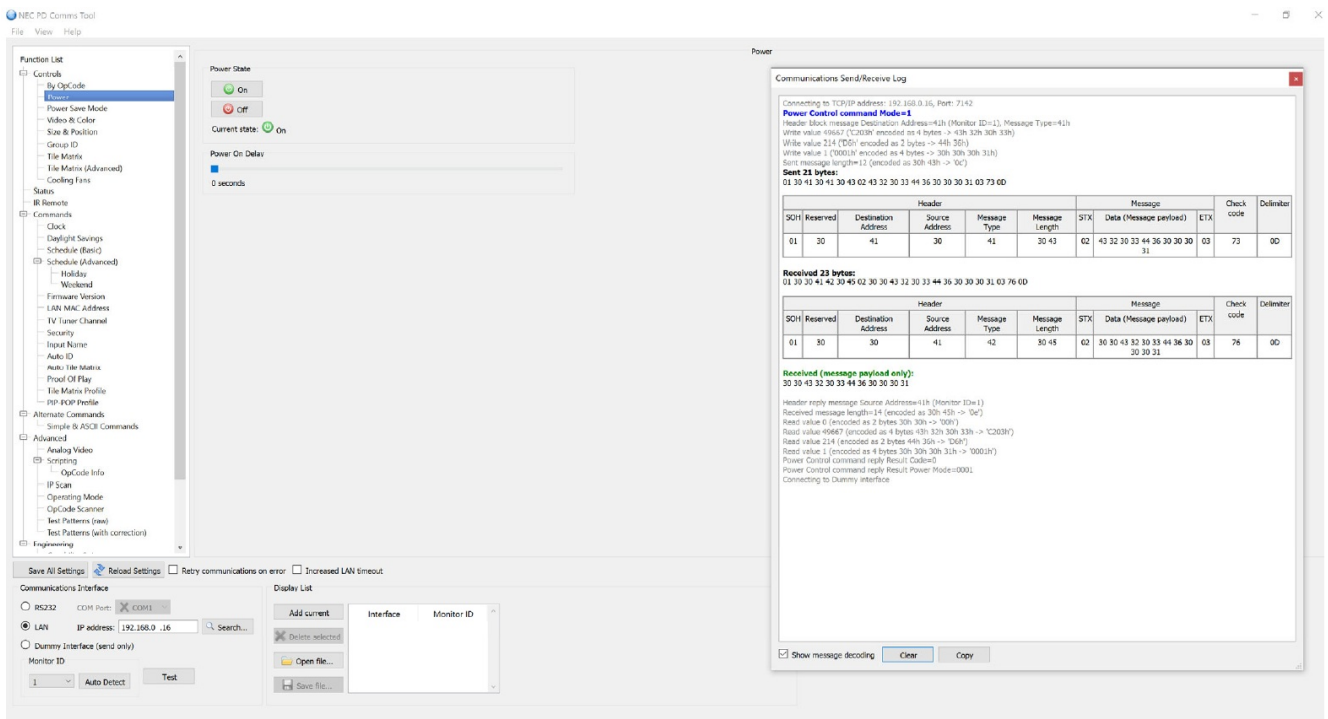 NEC PD Comms Tool
File View Help
Function List
Controls
By OpCode
Power
Power Save Mode
Video & Color
Size & Position
Group ID
Tile Matrix
Tile Matrix (Advanced)
Cooling Fans
Status
IR Remote
Commands
Clock
Daylight Savings
Schedule (Basic)
Schedule (Advanced)
Holiday
Weekend
Firmware Version
LAN MAC Address
TV Tuner Channel
Security
Input Name
Auto ID
Auto Tile Matrix
Proof Of Play
Tile Matrix Profile
PIP-POP Profile
Alternate Commands
Simple & ASCII Commands
Advanced
Analog Video
Scripting
OpCode Info
IP Scan
Operating Mode
OpCode Scanner
Test Patterns (raw)
Test Patterns (with correction)
Engineering
Power
Power State
On
Off
Current state: On
Power On Delay
0 seconds
Communications Send/Receive Log
Connecting to TCP/IP address: 192.168.0.16, Port: 7142
Power Control command Mode=1
Header block message Destination Address=41h (Monitor ID=1), Message Type=41h
Write value 49667 ('C203h' encoded as 4 bytes -> 43h 32h 30h 33h)
Write value 214 ('D6h' encoded as 2 bytes -> 44h 36h)
Write value 1 ('0001h' encoded as 4 bytes -> 30h 30h 30h 31h)
Sent message length=12 (encoded as 30h 43h -> '0c')
Sent 21 bytes:
01 30 41 30 41 30 43 02 43 32 30 33 44 36 30 30 30 31 03 73 0D
Header Message Check code Delimiter
SOH Reserved Destination Address Source Address Message Type Message Length STX Data (Message payload) ETX
01 30 41 30 41 30 43 02 43 32 30 33 44 36 30 30 30 31 03 73 0D
Received 23 bytes:
01 30 30 41 42 30 45 02 30 30 43 32 30 33 44 36 30 30 30 31 03 76 0D
Header Message Check code Delimiter
SOH Reserved Destination Address Source Address Message Type Message Length STX Data (Message payload) ETX
01 30 30 41 42 30 45 02 30 30 43 32 30 33 44 36 30 30 30 31 03 76 0D
Received (message payload only):
30 30 43 32 30 33 44 36 30 30 30 31
Header reply message Source Address=41h (Monitor ID=1)
Received message length=14 (encoded as 30h 45h -> '0e')
Read value 0 (encoded as 2 bytes 30h 30h -> '00h')
Read value 49667 (encoded as 4 bytes 43h 32h 30h 33h -> 'C203h')
Read value 214 (encoded as 2 bytes 44h 36h -> 'D6h')
Read value 1 (encoded as 4 bytes 30h 30h 30h 31h -> '0001h')
Power Control command reply Result Code=0
Power Control command reply Result Power Mode=0001
Connecting to Dummy interface
Show message decoding Clear Copy
Save All Settings Reload Settings Retry communications on error Increased LAN timeout
Communications Interface
RS232 COM Port: COM1
LAN IP address: 192.168.0 .16 Search...
Dummy Interface (send only)
Monitor ID
1 Auto Detect Test
Display List
Add current
Delete selected
Open file...
Save file...
Interface Monitor ID